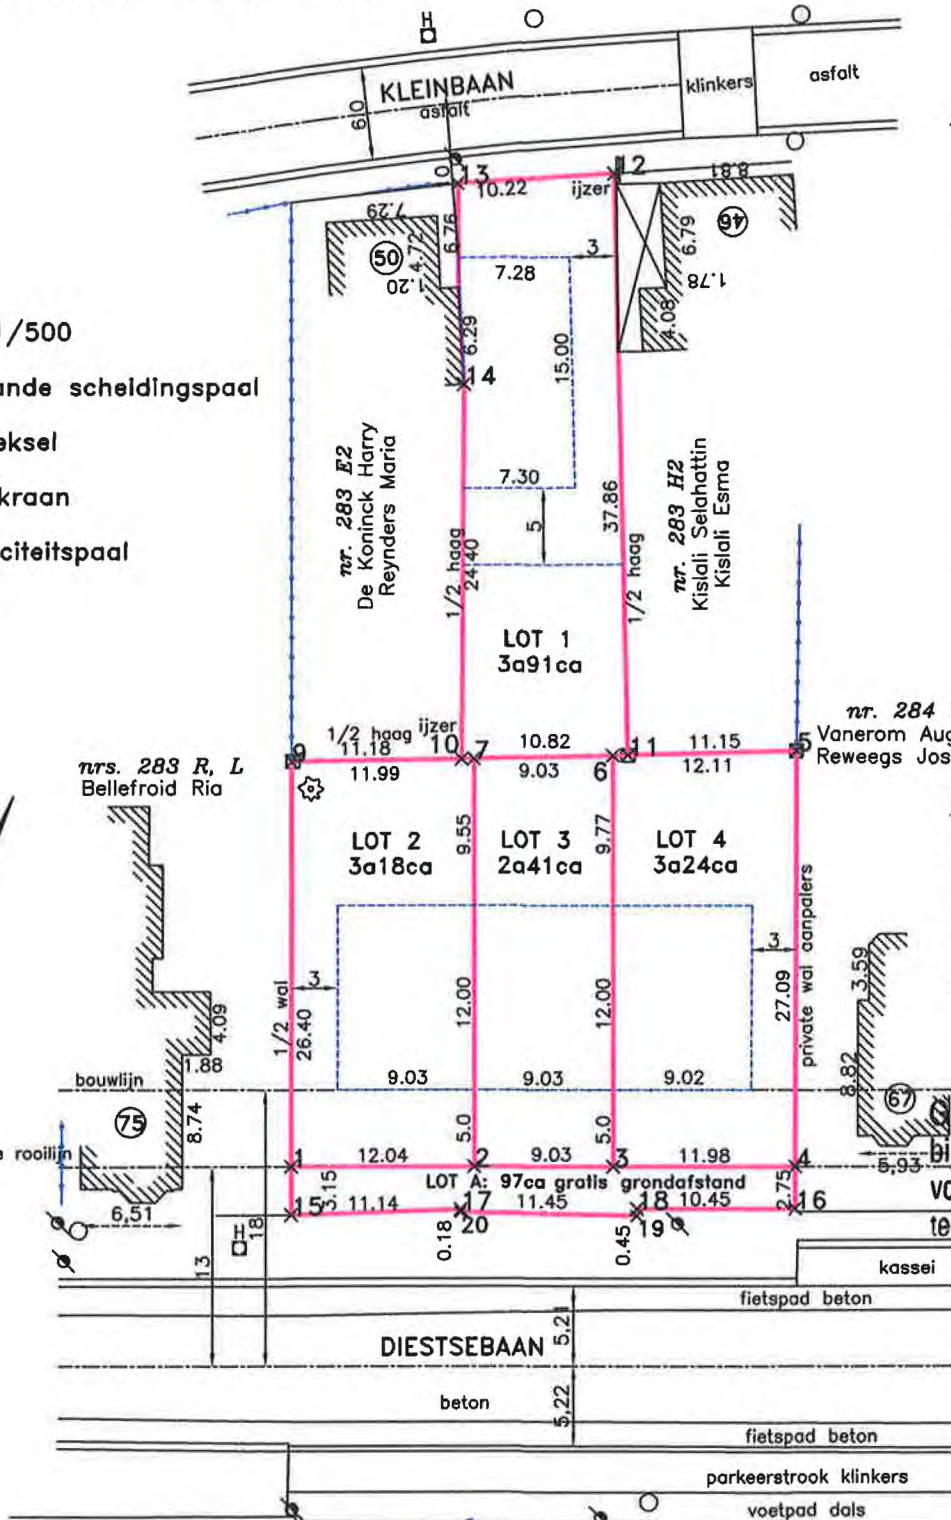 H
KLEINBAAN
asfalt
klinkers
asfalt
6.0
0
13
12
10.22
ijzer
8.81
7.29
6.76
4.72
50
1.20
3
7.28
46
6.79
1.78
4.08
/500
ande scheidingspaal
eksel
kraan
citeitspaal
6.29
14
15.00
nr. 283 E2
De Koninck Harry
Reynders Maria
7.30
5
37.86
nr. 283 H2
Kislali Selahattin
Kislali Esma
1/2 haag
24.40
1/2 haag
LOT 1
3a91ca
nr. 284
Vanerom Aug
Reweegs Jos
1/2 haag ijzer
9
11.18
10
7
10.82
11
11.15
5
11.99
9.03
6
12.11
nrs. 283 R, L
Bellefroid Ria
LOT 2
3a18ca
9.55
LOT 3
2a41ca
9.77
LOT 4
3a24ca
3
3
1/2 wal
26.40
12.00
12.00
27.09
private wal aanpalers
4.09
1.88
3.59
8.82
bouwlijn
9.03
9.03
9.02
75
8.74
67
5.0
5.0
5,93
e rooilijn
1
12.04
2
9.03
3
11.98
4
LOT A: 97ca gratis grondafstand
3.15
2.75
6,51
15
11.14
17
11.45
18
10.45
16
20
19
H
18
13
0.18
0.45
te
kassei
fietspad beton
DIESTSEBAAN
5,21
beton
5,22
fietspad beton
parkeerstrook klinkers
voetpad dals